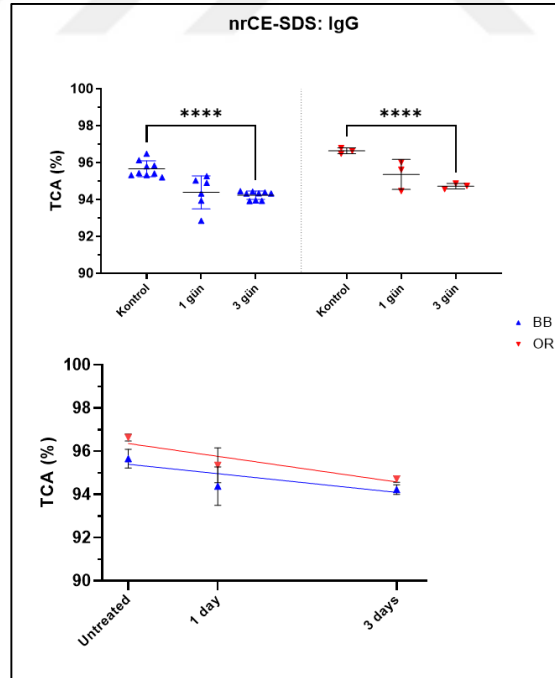 nrCE-SDS: IgG
**** ****
TCA (%)
100
98
96
94
92
90
Kontrol 1 gün 3 gün Kontrol 1 gün 3 gün
BB
OR
TCA (%)
100
98
96
94
92
90
Untreated 1 day 3 days